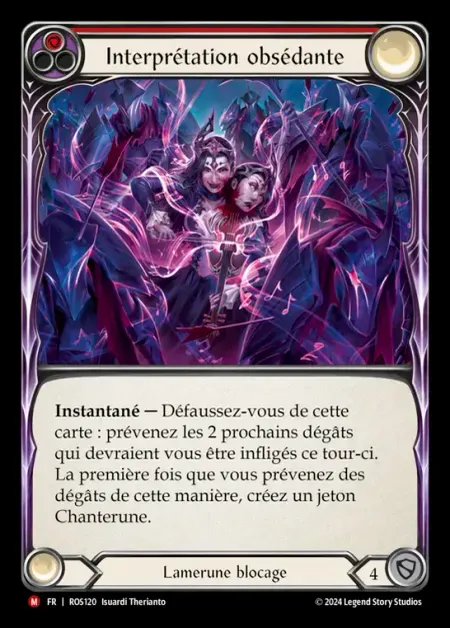 Interprétation obsédante
Instantané — Défaussez-vous de cette
carte : prévenez les 2 prochains dégâts
qui devraient vous être infligés ce tour-ci.
La première fois que vous prévenez des
dégâts de cette manière, créez un jeton
Chanterune.
Lamerune blocage
4
M FR | ROS120 Isuardi Therianto
© 2024 Legend Story Studios